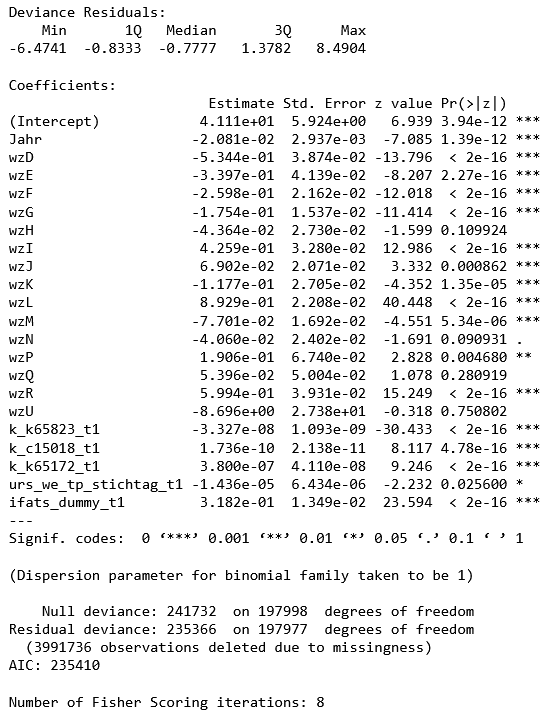 Deviance Residuals:
    Min       1Q   Median       3Q      Max
-6.4741  -0.8333  -0.7777   1.3782   8.4904
Coefficients:
                       Estimate Std. Error z value Pr(>|z|)
(Intercept)           4.111e+01  5.924e+00   6.939 3.94e-12 ***
Jahr                 -2.081e-02  2.937e-03  -7.085 1.39e-12 ***
wzD                  -5.344e-01  3.874e-02 -13.796  < 2e-16 ***
wzE                  -3.397e-01  4.139e-02  -8.207 2.27e-16 ***
wzF                  -2.598e-01  2.162e-02 -12.018  < 2e-16 ***
wzG                  -1.754e-01  1.537e-02 -11.414  < 2e-16 ***
wzH                  -4.364e-02  2.730e-02  -1.599 0.109924
wzI                   4.259e-01  3.280e-02  12.986  < 2e-16 ***
wzJ                   6.902e-02  2.071e-02   3.332 0.000862 ***
wzK                  -1.177e-01  2.705e-02  -4.352 1.35e-05 ***
wzL                   8.929e-01  2.208e-02  40.448  < 2e-16 ***
wzM                  -7.701e-02  1.692e-02  -4.551 5.34e-06 ***
wzN                  -4.060e-02  2.402e-02  -1.691 0.090931 .
wzP                   1.906e-01  6.740e-02   2.828 0.004680 **
wzQ                   5.396e-02  5.004e-02   1.078 0.280919
wzR                   5.994e-01  3.931e-02  15.249  < 2e-16 ***
wzU                  -8.696e+00  2.738e+01  -0.318 0.750802
k_k65823_t1          -3.327e-08  1.093e-09 -30.433  < 2e-16 ***
k_c15018_t1           1.736e-10  2.138e-11   8.117 4.78e-16 ***
k_k65172_t1           3.800e-07  4.110e-08   9.246  < 2e-16 ***
urs_we_tp_stichtag_t1 -1.436e-05  6.434e-06  -2.232 0.025600 *
ifats_dummy_t1        3.182e-01  1.349e-02  23.594  < 2e-16 ***
---
Signif. codes:  0 ‘***’ 0.001 ‘**’ 0.01 ‘*’ 0.05 ‘.’ 0.1 ‘ ’ 1
(Dispersion parameter for binomial family taken to be 1)
    Null deviance: 241732  on 197998  degrees of freedom
Residual deviance: 235366  on 197977  degrees of freedom
  (3991736 observations deleted due to missingness)
AIC: 235410
Number of Fisher Scoring iterations: 8